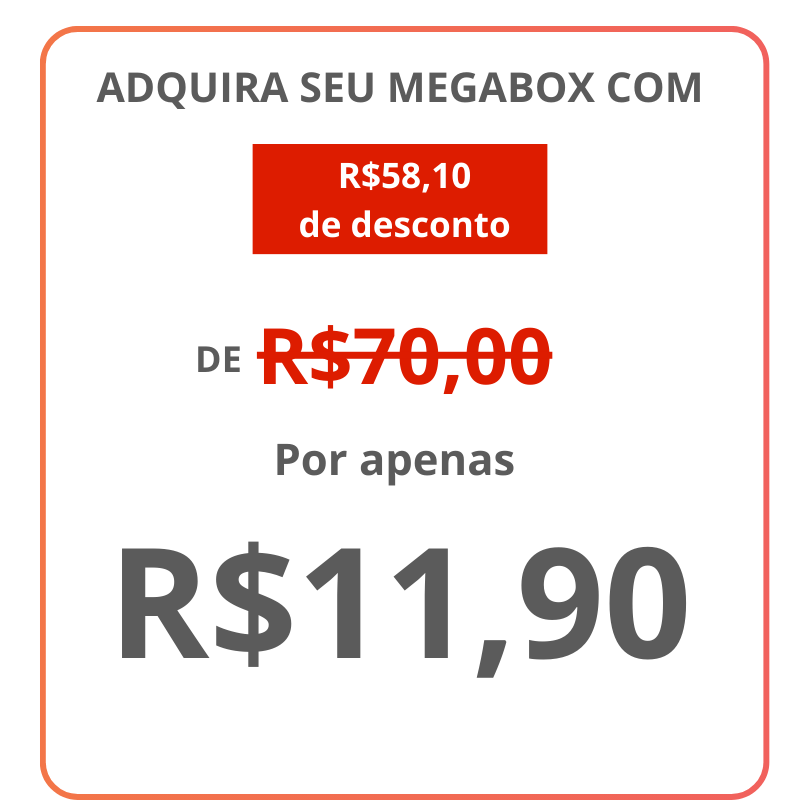 ADQUIRA SEU MEGABOX COM
R$58,10
de desconto
DE R$70,00
Por apenas
R$11,90